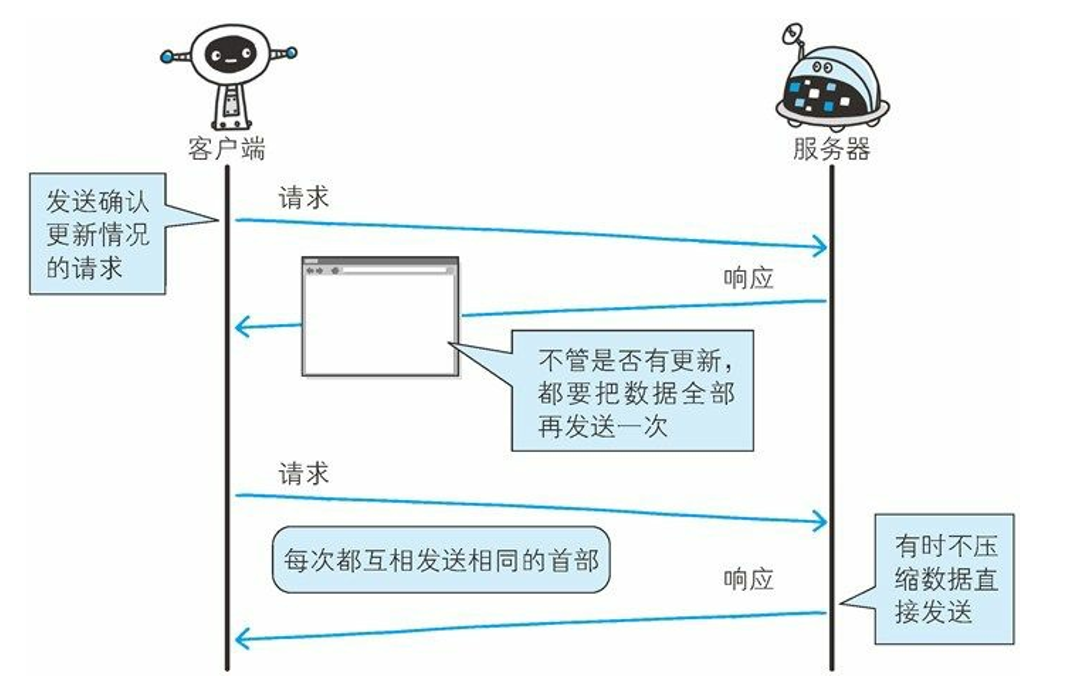 客户端
服务器
发送确认
更新情况
的请求
请求
响应
不管是否有更新，
都要把数据全部
再发送一次
请求
每次都互相发送相同的首部
响应
有时不压
缩数据直
接发送